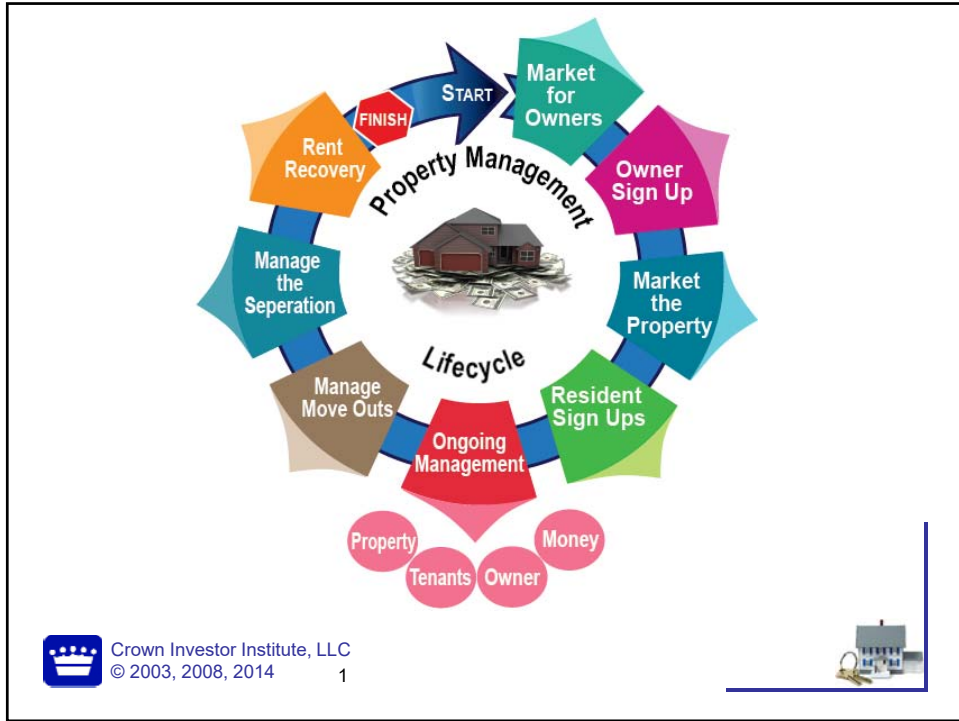 START
Market
for
Owners
Owner
Sign Up
Market
the
Property
Resident
Sign Ups
Ongoing
Management
Property
Tenants
Owner
Money
Manage
Move Outs
Manage
the
Seperation
Rent
Recovery
FINISH
Property Management
Lifecycle
Crown Investor Institute, LLC
© 2003, 2008, 2014 1